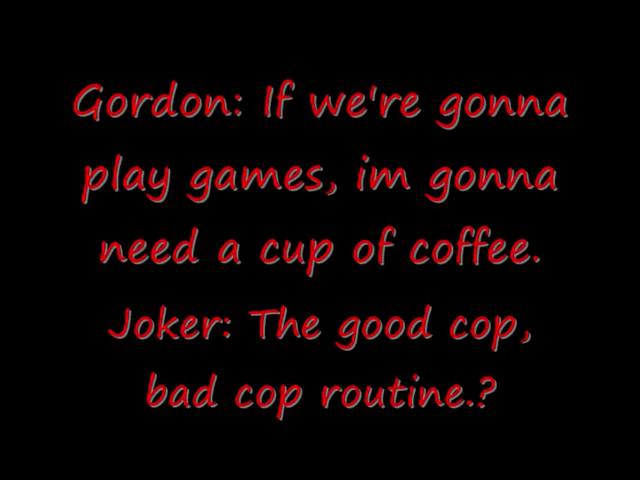 Gordon: If we're gonna
play games, im gonna
need a cup of coffee.
Joker: The good cop,
bad cop routine.?